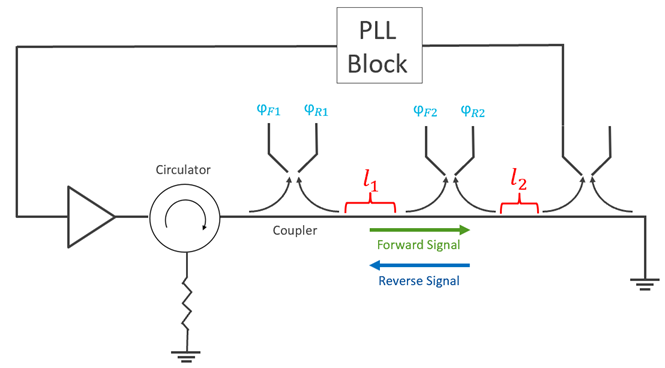 PLL
Block
φF1 φR1 φF2 φR2
Circulator
l1 l2
Coupler
Forward Signal
Reverse Signal